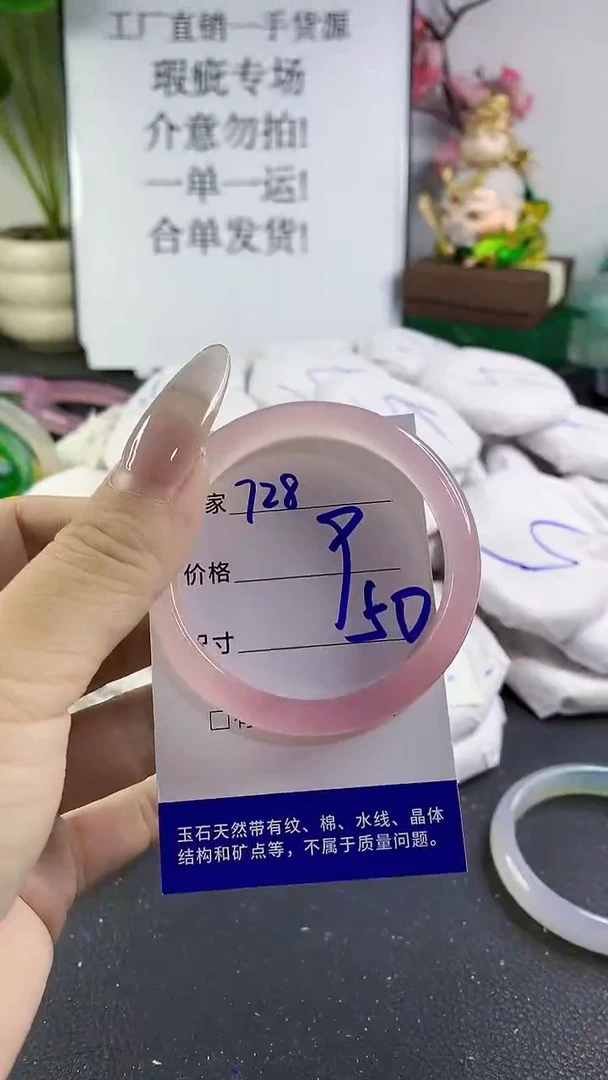 工厂直销一手货源
瑕疵专场
介意勿拍!
一单一运!
合单发货!
家 728
价格
寸 50
玉石天然带有纹、棉、水线、晶体
结构和矿点等，不属于质量问题。